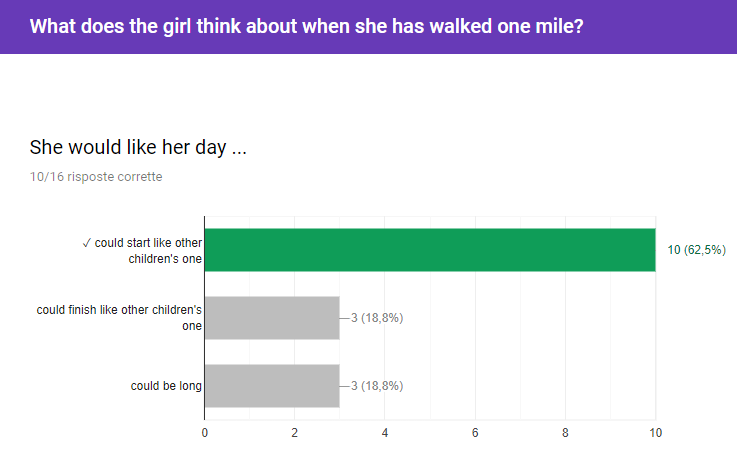 What does the girl think about when she has walked one mile?
She would like her day ...
10/16 risposte corrette
✓ could start like other
children's one
10 (62,5%)
could finish like other children's
one
3 (18,8%)
could be long
3 (18,8%)
0 2 4 6 8 10